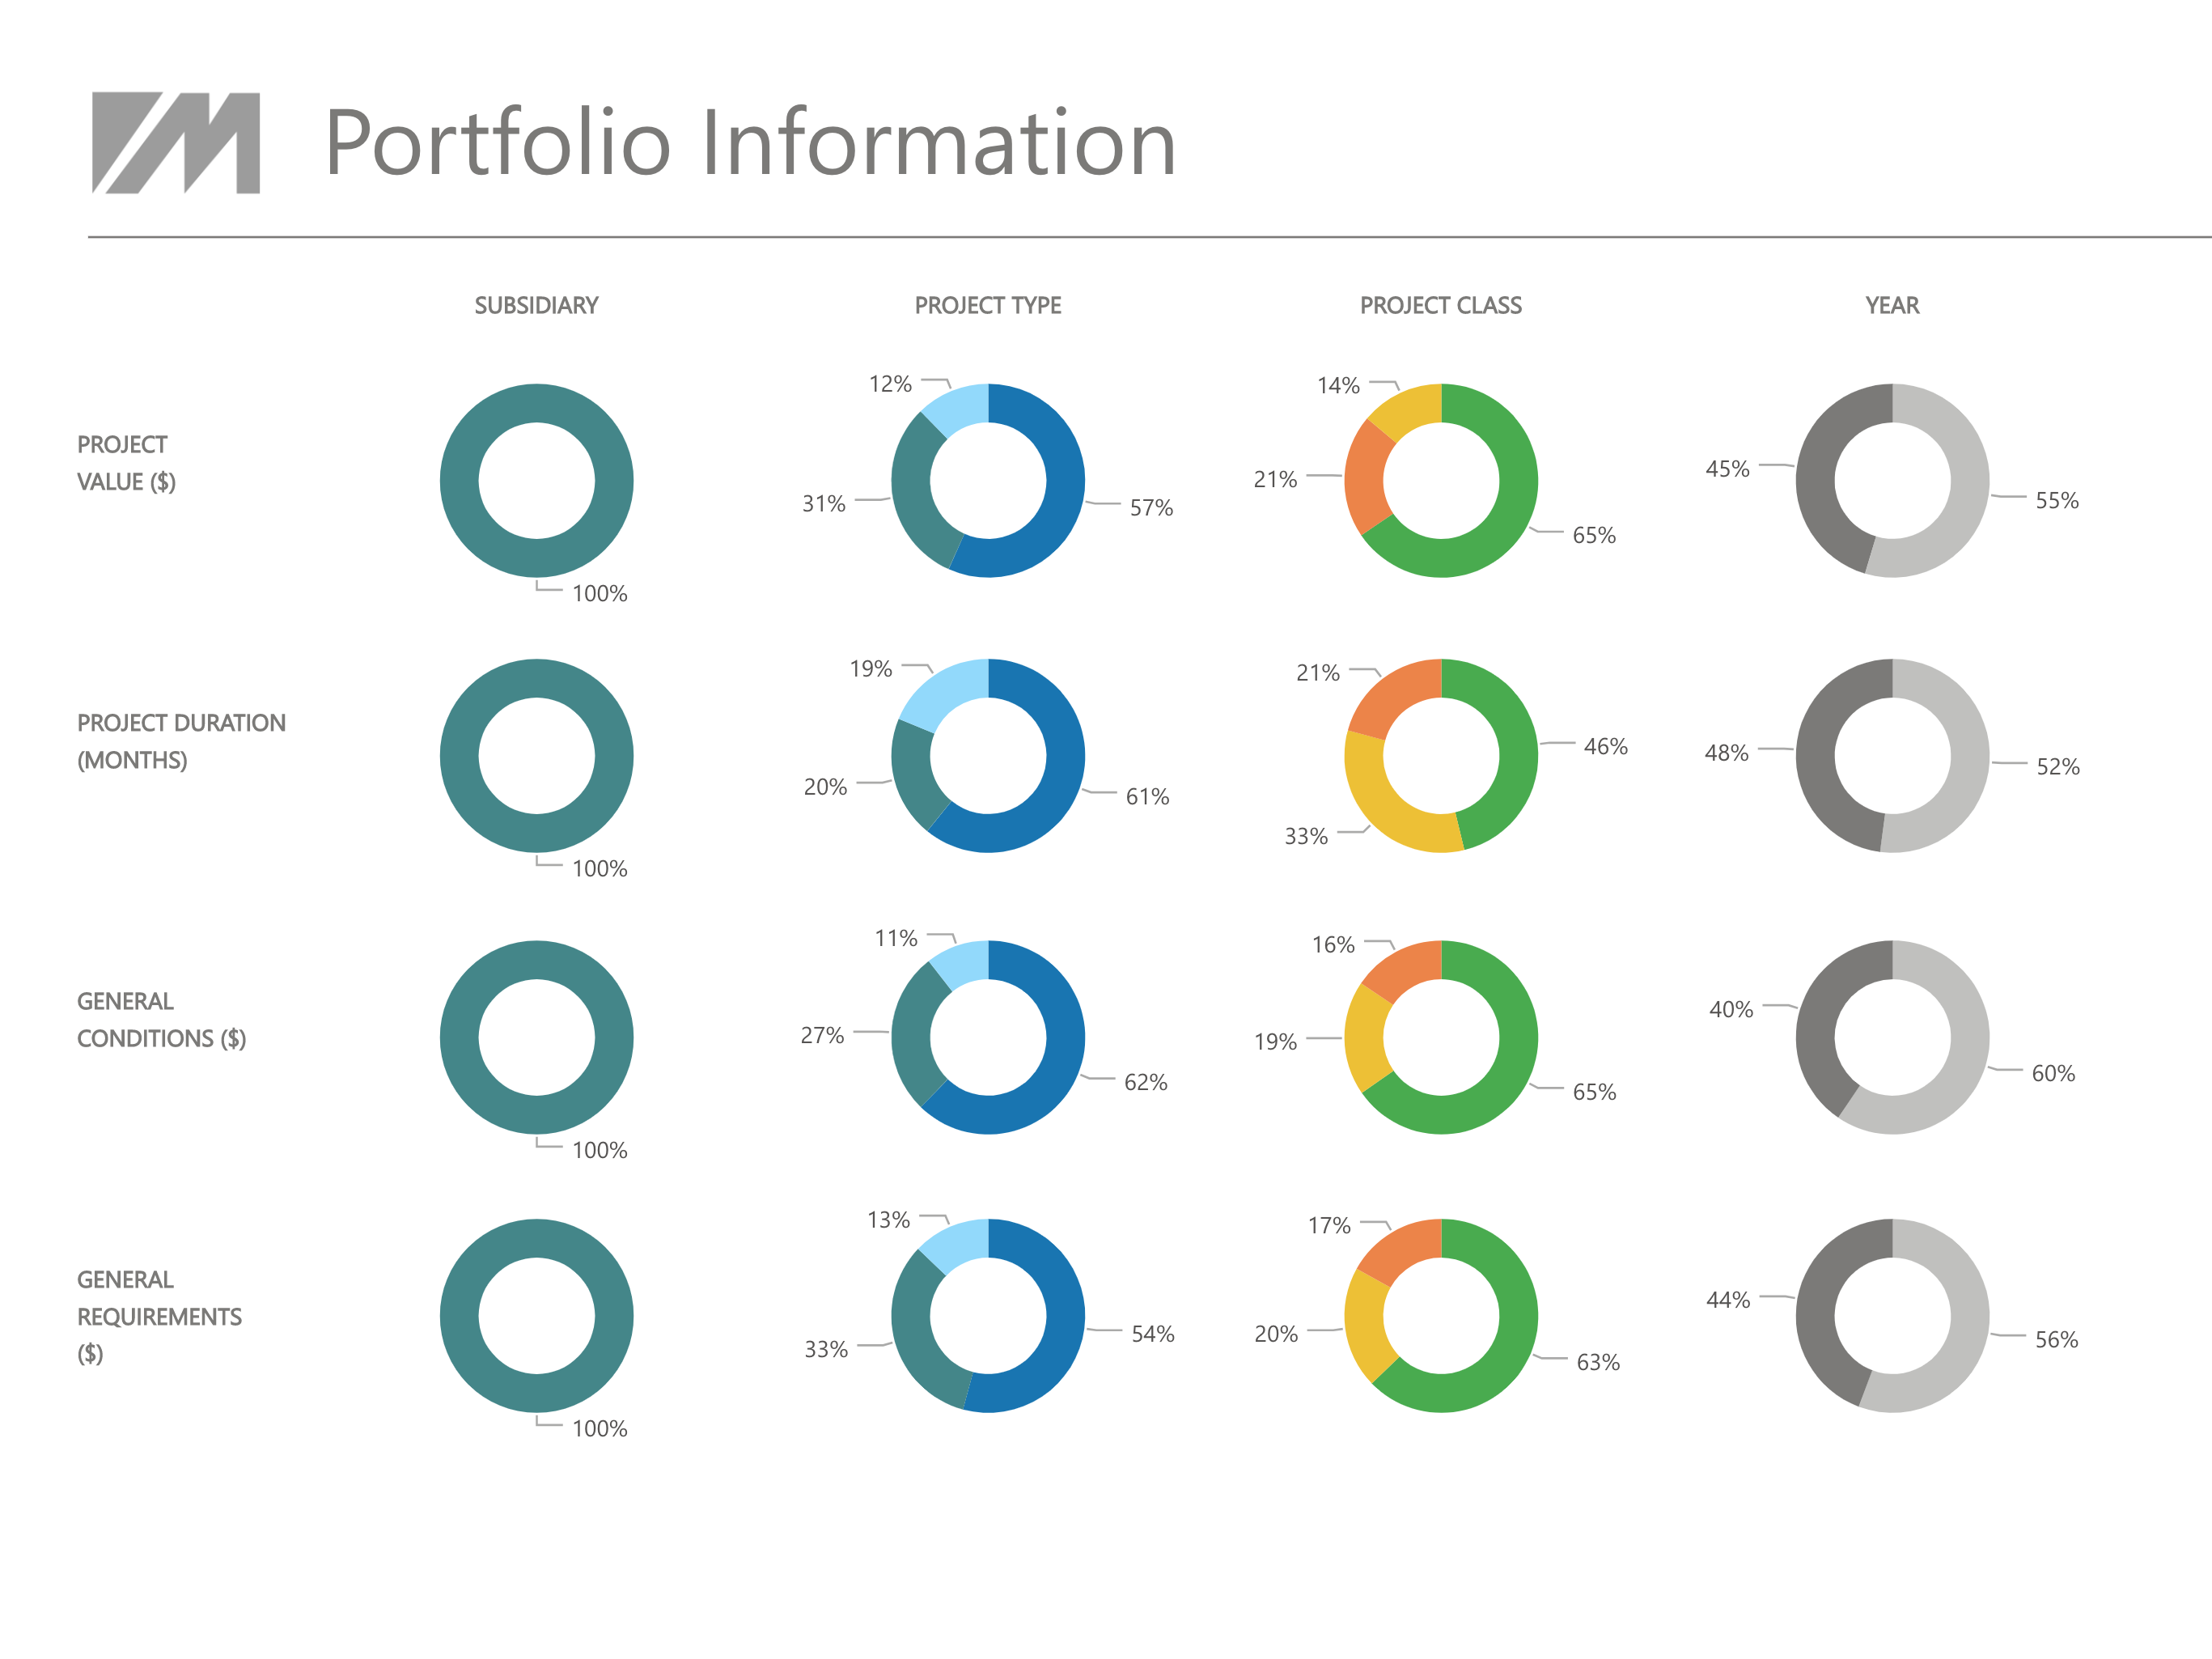 Portfolio Information
SUBSIDIARY
PROJECT TYPE
PROJECT CLASS
YEAR
PROJECT
VALUE ($)
100%
12%
31%
57%
14%
21%
65%
45%
55%
PROJECT DURATION
(MONTHS)
100%
19%
20%
61%
21%
33%
46%
48%
52%
GENERAL
CONDITIONS ($)
100%
11%
27%
62%
16%
19%
65%
40%
60%
GENERAL
REQUIREMENTS
($)
100%
13%
33%
54%
17%
20%
63%
44%
56%